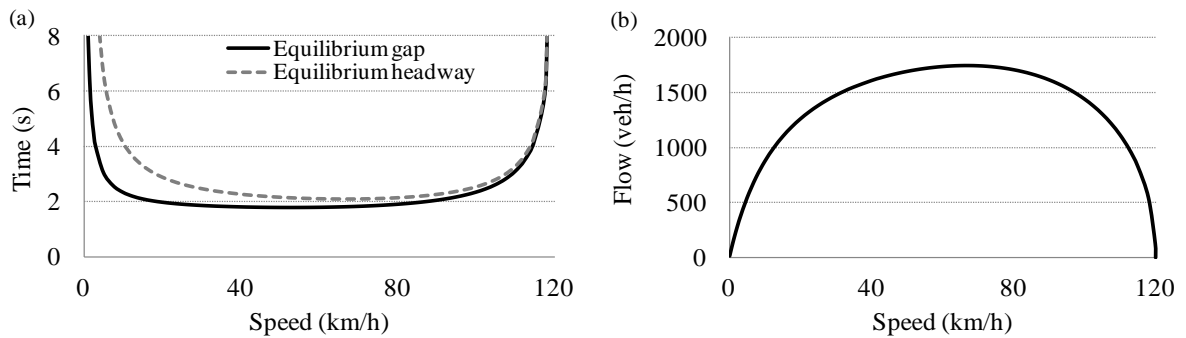 (a)
8
6
4
2
0
Time (s)
Equilibrium gap
Equilibrium headway
0 40 80 120
Speed (km/h)
(b)
2000
1500
1000
500
0
Flow (veh/h)
0 40 80 120
Speed (km/h)